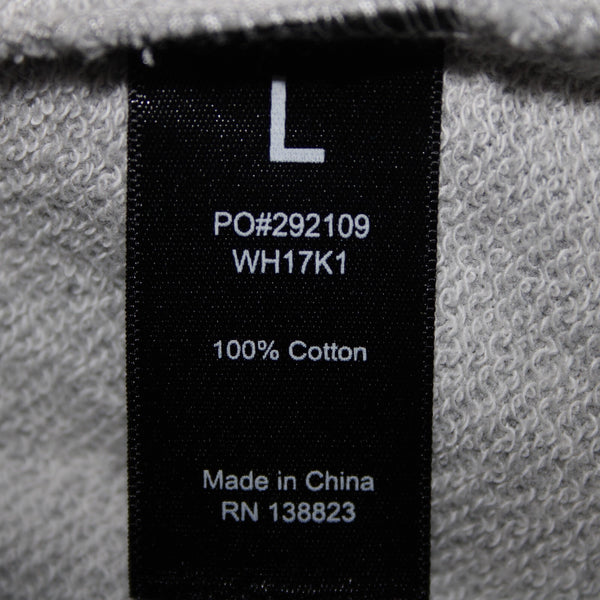 L
PO#292109
WH17K1
100% Cotton
Made in China
RN 138823